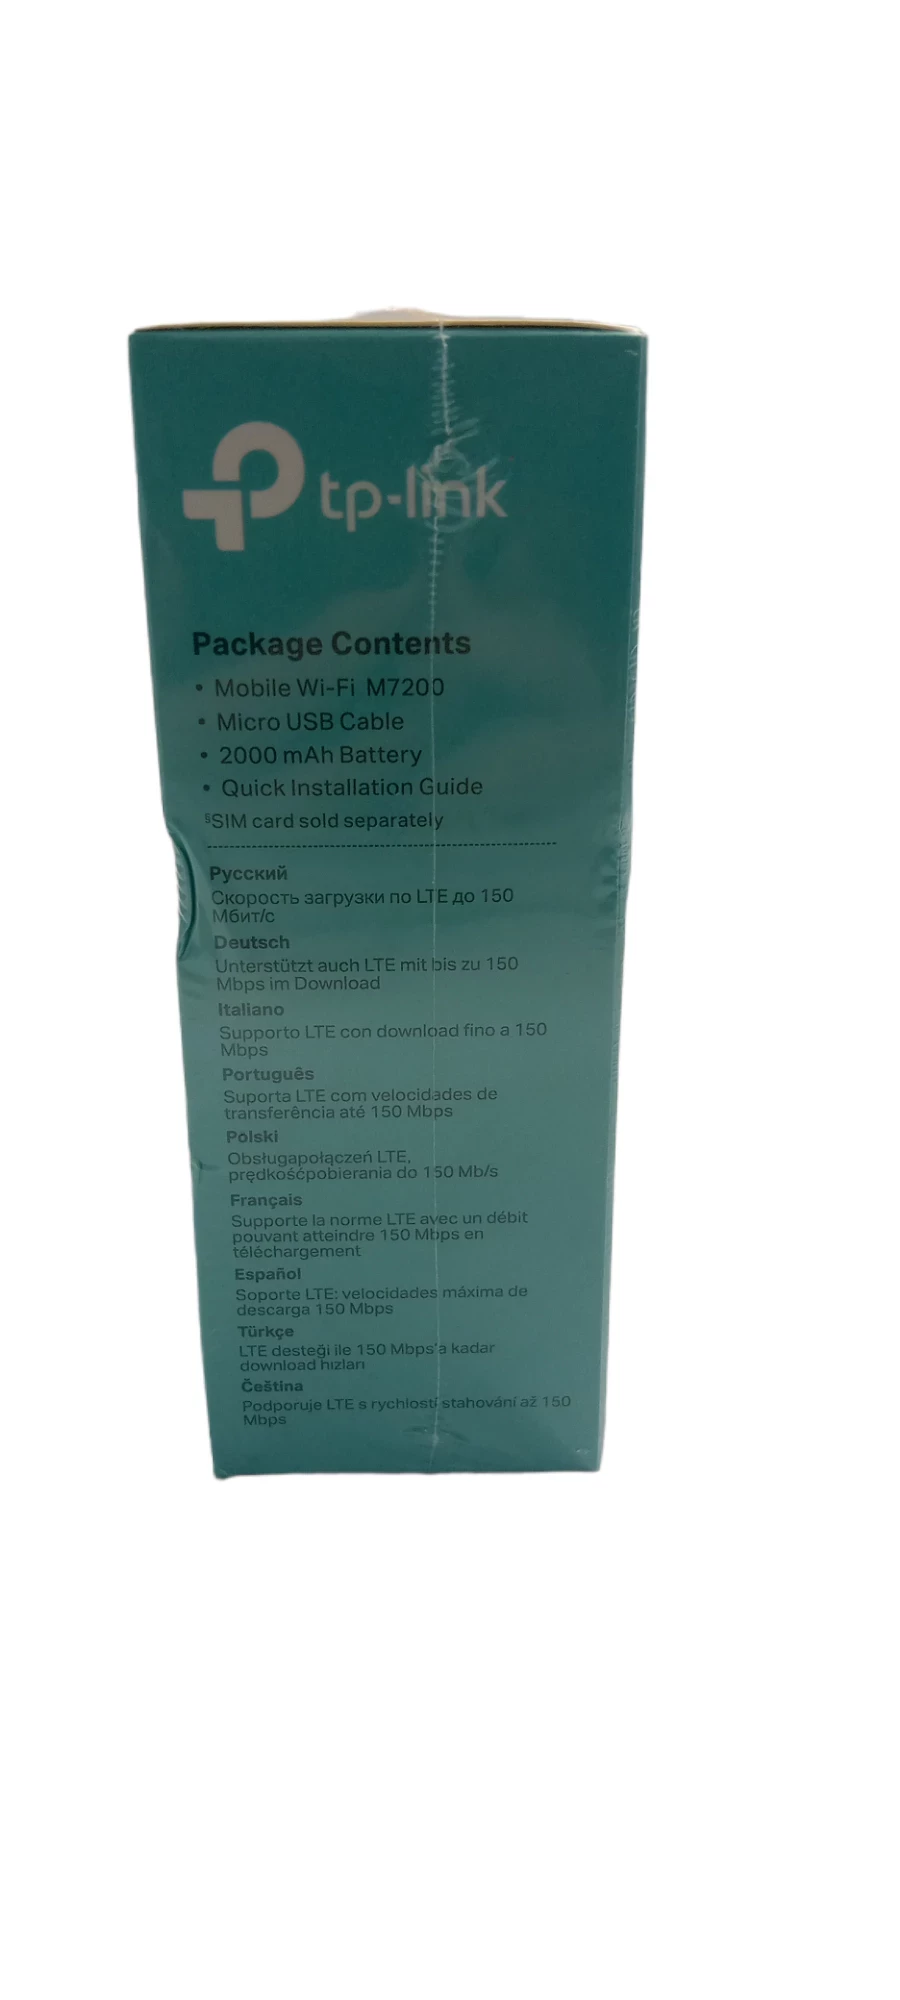 tp-link
Package Contents
• Mobile Wi-Fi M7200
• Micro USB Cable
• 2000 mAh Battery
• Quick Installation Guide
§SIM card sold separately
Русский
Скорость загрузки по LTE до 150
Мбит/с
Deutsch
Unterstützt auch LTE mit bis zu 150
Mbps im Download
Italiano
Supporto LTE con download fino a 150
Mbps
Português
Suporta LTE com velocidades de
transferência até 150 Mbps
Polski
Obsługapołączeń LTE,
prędkośćpobierania do 150 Mb/s
Français
Supporte la norme LTE avec un débit
pouvant atteindre 150 Mbps en
téléchargement
Español
Soporte LTE: velocidades máxima de
descarga 150 Mbps
Türkçe
LTE desteği ile 150 Mbps'a kadar
download hızları
Čeština
Podporuje LTE s rychlostí stahování až 150
Mbps